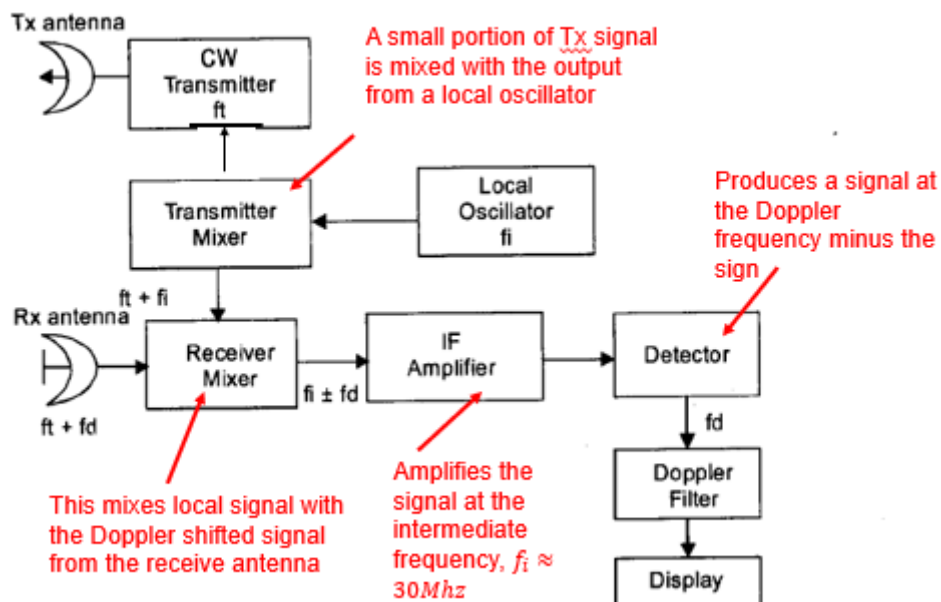 Tx antenna
CW
Transmitter
ft
A small portion of Tx signal
is mixed with the output
from a local oscillator
Transmitter
Mixer
Local
Oscillator
fi
Produces a signal at
the Doppler
frequency minus the
sign
ft + fi
Rx antenna
ft + fd
Receiver
Mixer
fi ± fd
IF
Amplifier
Detector
fd
Doppler
Filter
Display
This mixes local signal with
the Doppler shifted signal
from the receive antenna
Amplifies the
signal at the
intermediate
frequency, fᵢ ≈
30Mhz